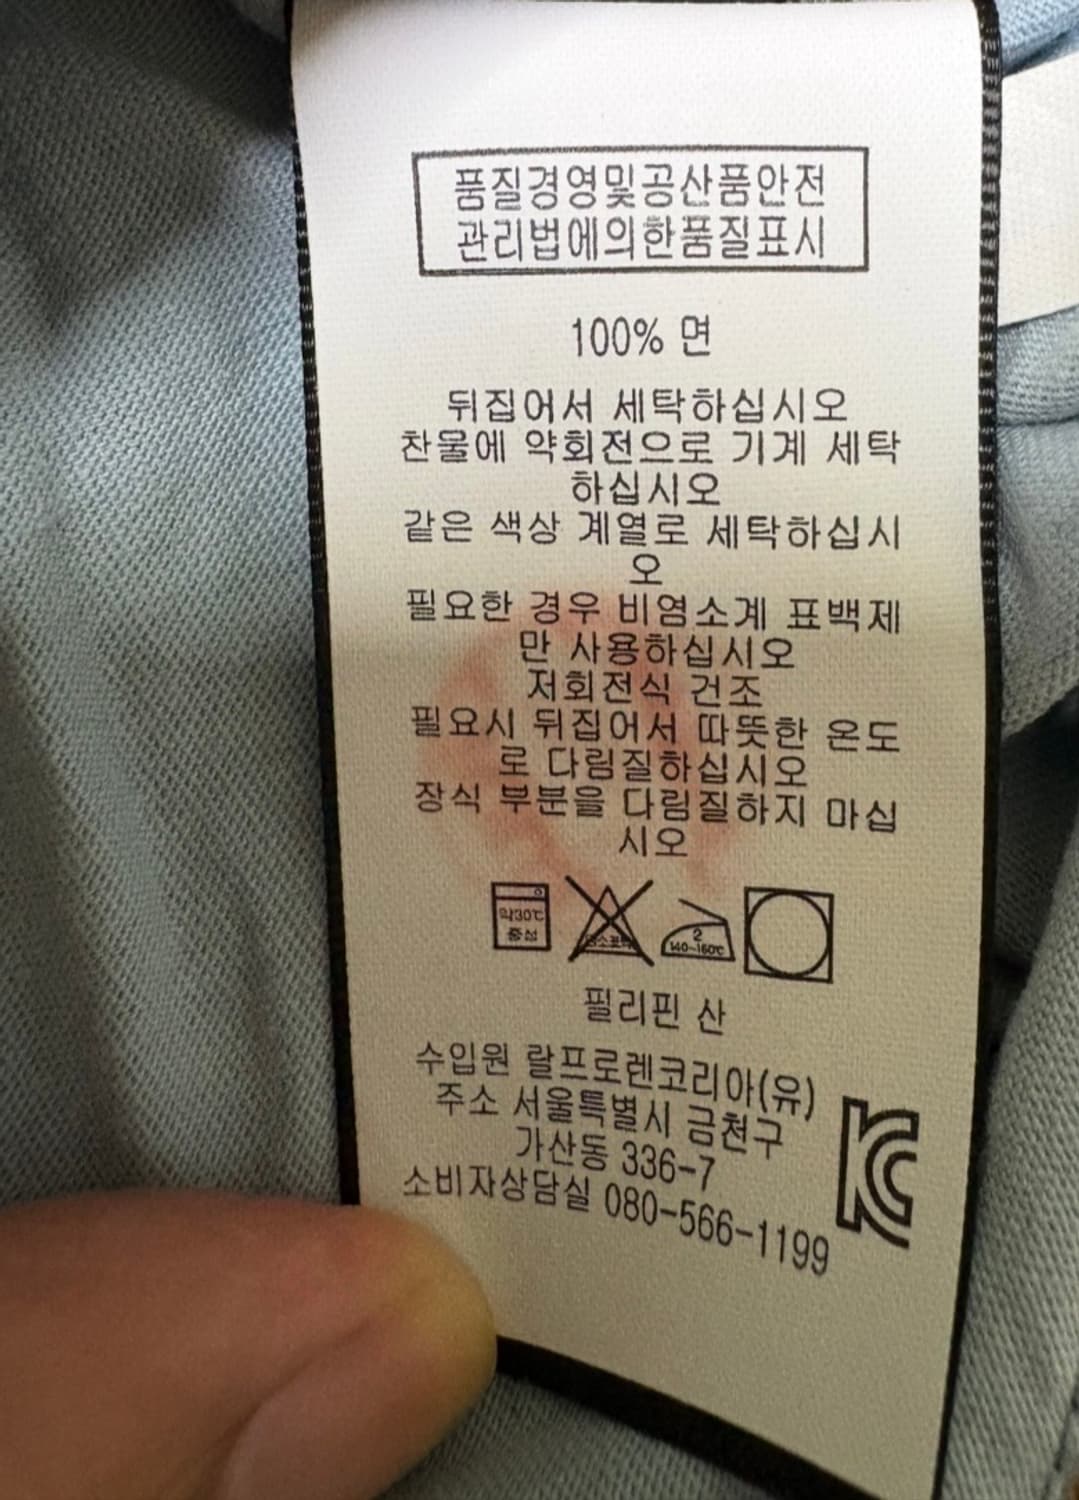 품질경영및공산품안전
관리법에의한품질표시
100% 면
뒤집어서 세탁하십시오
찬물에 약회전으로 기계 세탁
하십시오
같은 색상 계열로 세탁하십시
오
필요한 경우 비염소계 표백제
만 사용하십시오
저회전식 건조
필요시 뒤집어서 따뜻한 온도
로 다림질하십시오
장식 부분을 다림질하지 마십
시오
약30℃
중성
염소표백
2
140~160℃
필리핀 산
수입원 랄프로렌코리아(유)
주소 서울특별시 금천구
가산동 336-7
소비자상담실 080-566-1199